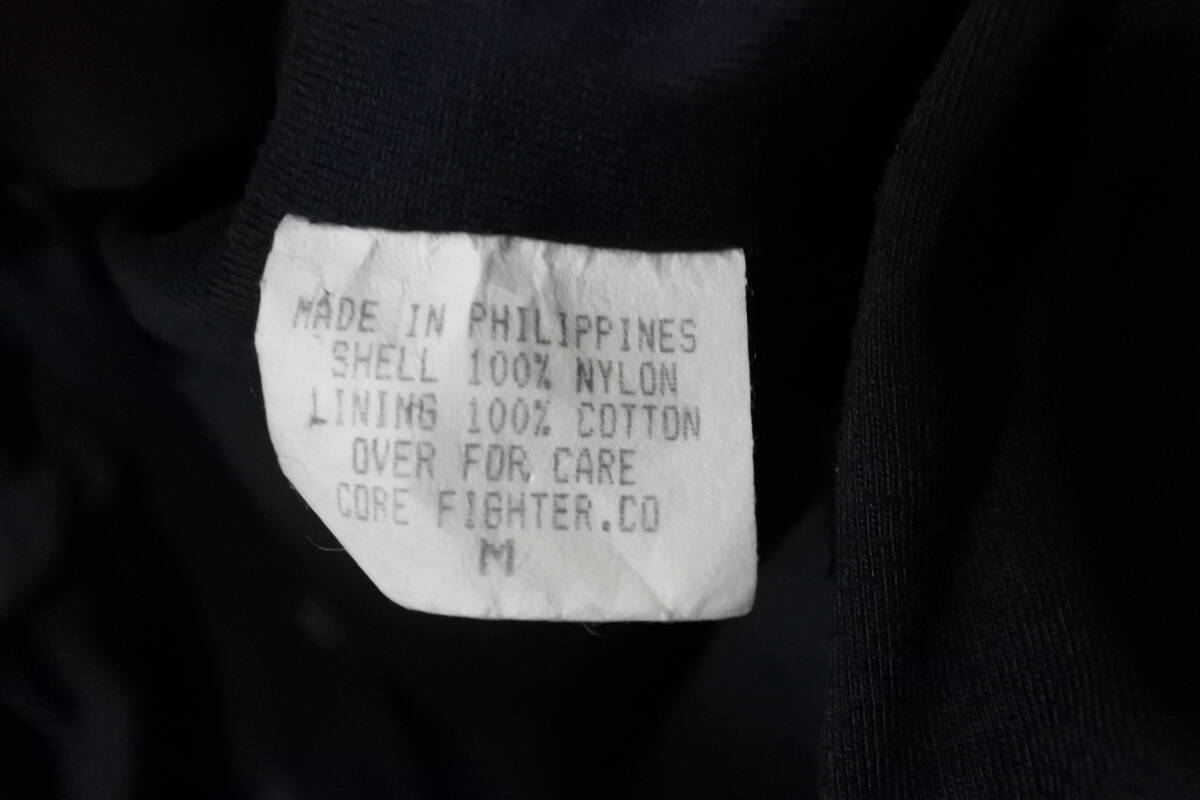 MADE IN PHILIPPINES
SHELL 100% NYLON
LINING 100% COTTON
OVER FOR CARE
CORE FIGHTER.CO
M